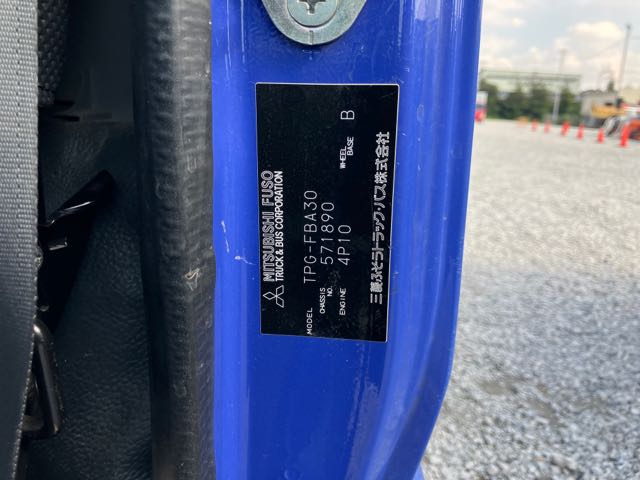 MITSUBISHI FUSO
TRUCK & BUS CORPORATION
MODEL TPG-FBA30
CHASSIS NO. 571890
ENGINE 4P10 WHEEL BASE B
三菱ふそうトラック・バス株式会社